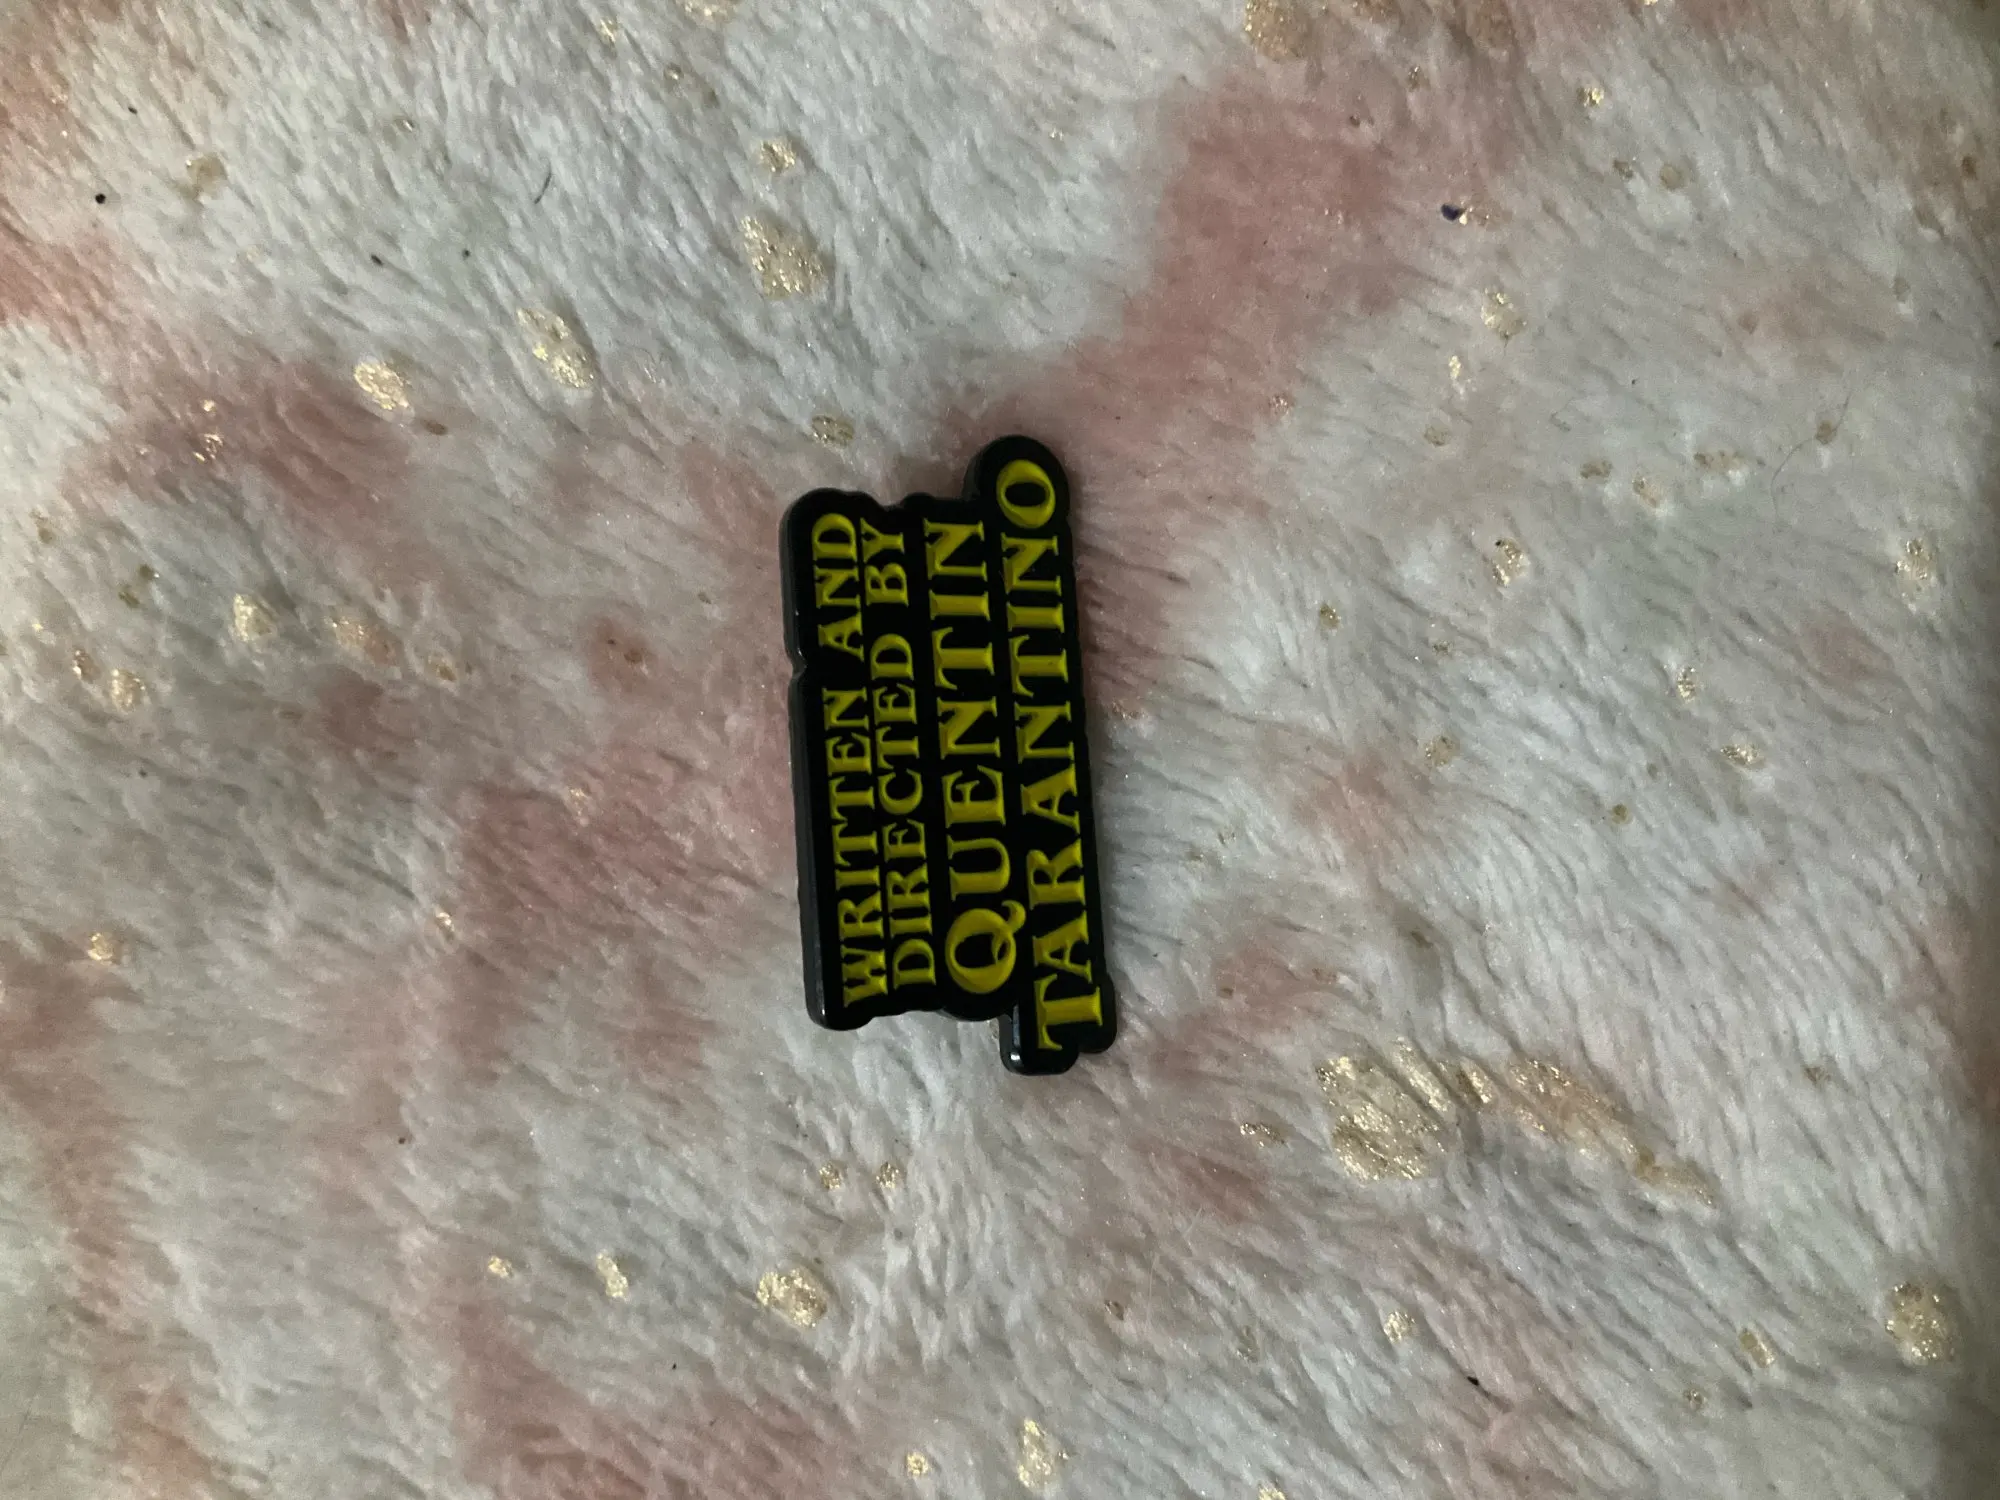 WRITTEN AND
DIRECTED BY
QUENTIN
TARANTINO